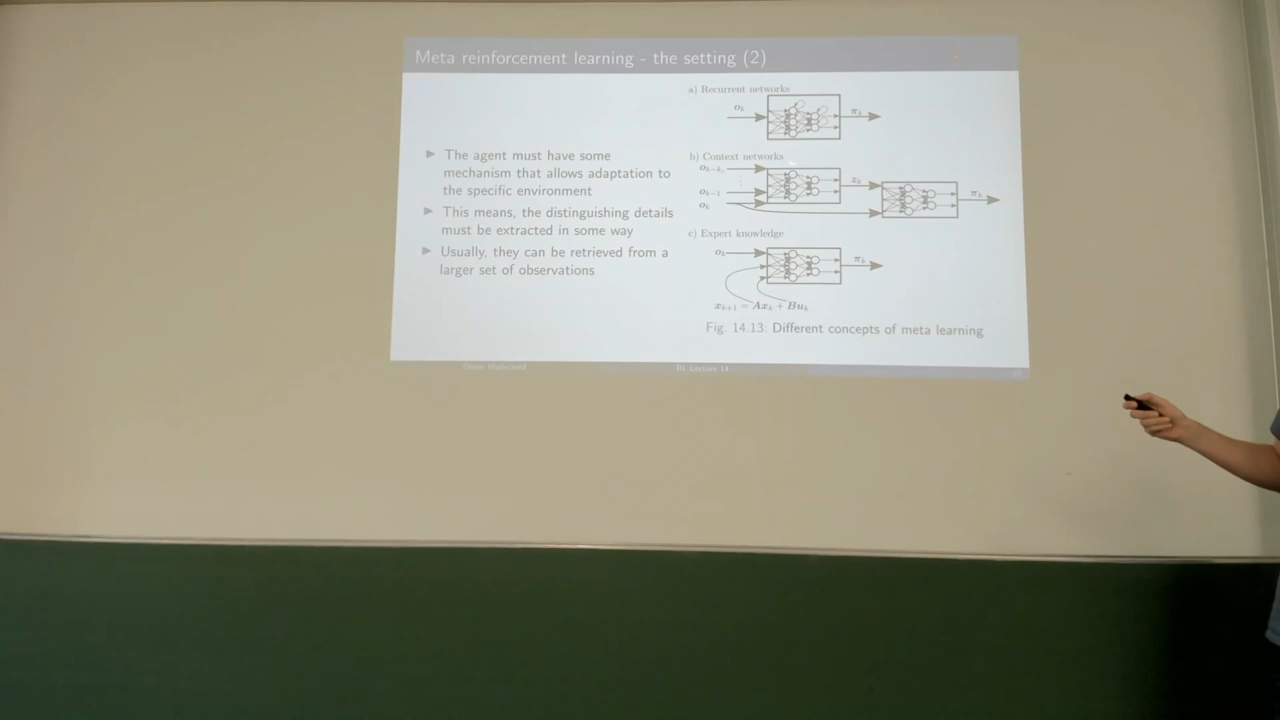 Meta reinforcement learning - the setting (2)
► The agent must have some
mechanism that allows adaptation to
the specific environment
► This means, the distinguishing details
must be extracted in some way
► Usually, they can be retrieved from a
larger set of observations
a) Recurrent networks
o_k
π_k
b) Context networks
o_{k-1}
o_k
z_k
π_k
c) Expert knowledge
o_k
π_k
x_{k+1} = Ax_k + Bu_k
Fig. 14.13: Different concepts of meta learning
RL Lecture 14